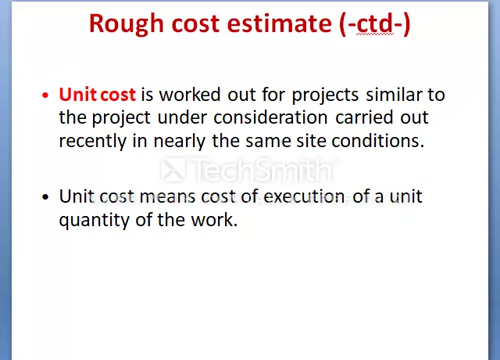 Rough cost estimate (-ctd-)
• Unit cost is worked out for projects similar to
the project under consideration carried out
recently in nearly the same site conditions.
TechSmith
• Unit cost means cost of execution of a unit
quantity of the work.